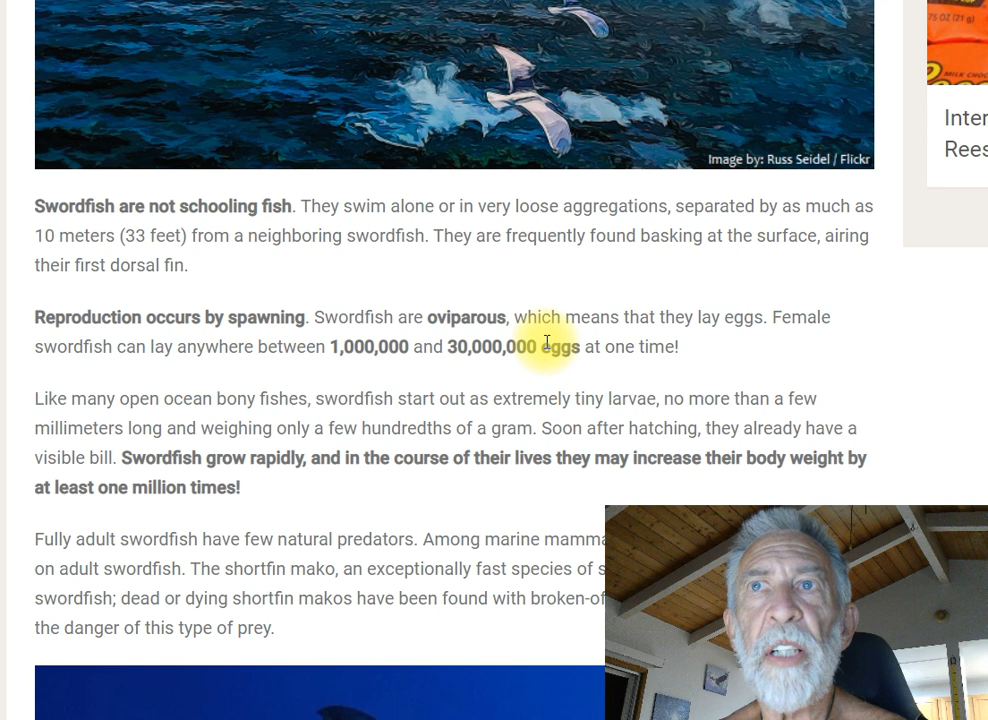 75 OZ (21 g)
MILK CHOC
Image by: Russ Seidel / Flickr
Inter
Rees
Swordfish are not schooling fish. They swim alone or in very loose aggregations, separated by as much as
10 meters (33 feet) from a neighboring swordfish. They are frequently found basking at the surface, airing
their first dorsal fin.
Reproduction occurs by spawning. Swordfish are oviparous, which means that they lay eggs. Female
swordfish can lay anywhere between 1,000,000 and 30,000,000 eggs at one time!
Like many open ocean bony fishes, swordfish start out as extremely tiny larvae, no more than a few
millimeters long and weighing only a few hundredths of a gram. Soon after hatching, they already have a
visible bill. Swordfish grow rapidly, and in the course of their lives they may increase their body weight by
at least one million times!
Fully adult swordfish have few natural predators. Among marine mamma
on adult swordfish. The shortfin mako, an exceptionally fast species of s
swordfish; dead or dying shortfin makos have been found with broken-of
the danger of this type of prey.